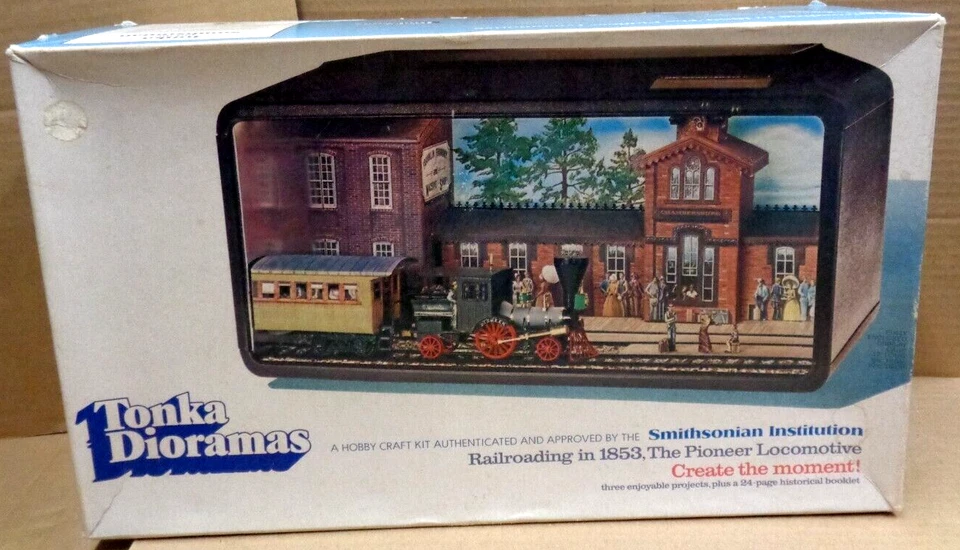 Tonka
Dioramas
A HOBBY CRAFT KIT AUTHENTICATED AND APPROVED BY THE Smithsonian Institution
Railroading in 1853, The Pioneer Locomotive
Create the moment!
three enjoyable projects, plus a 24-page historical booklet